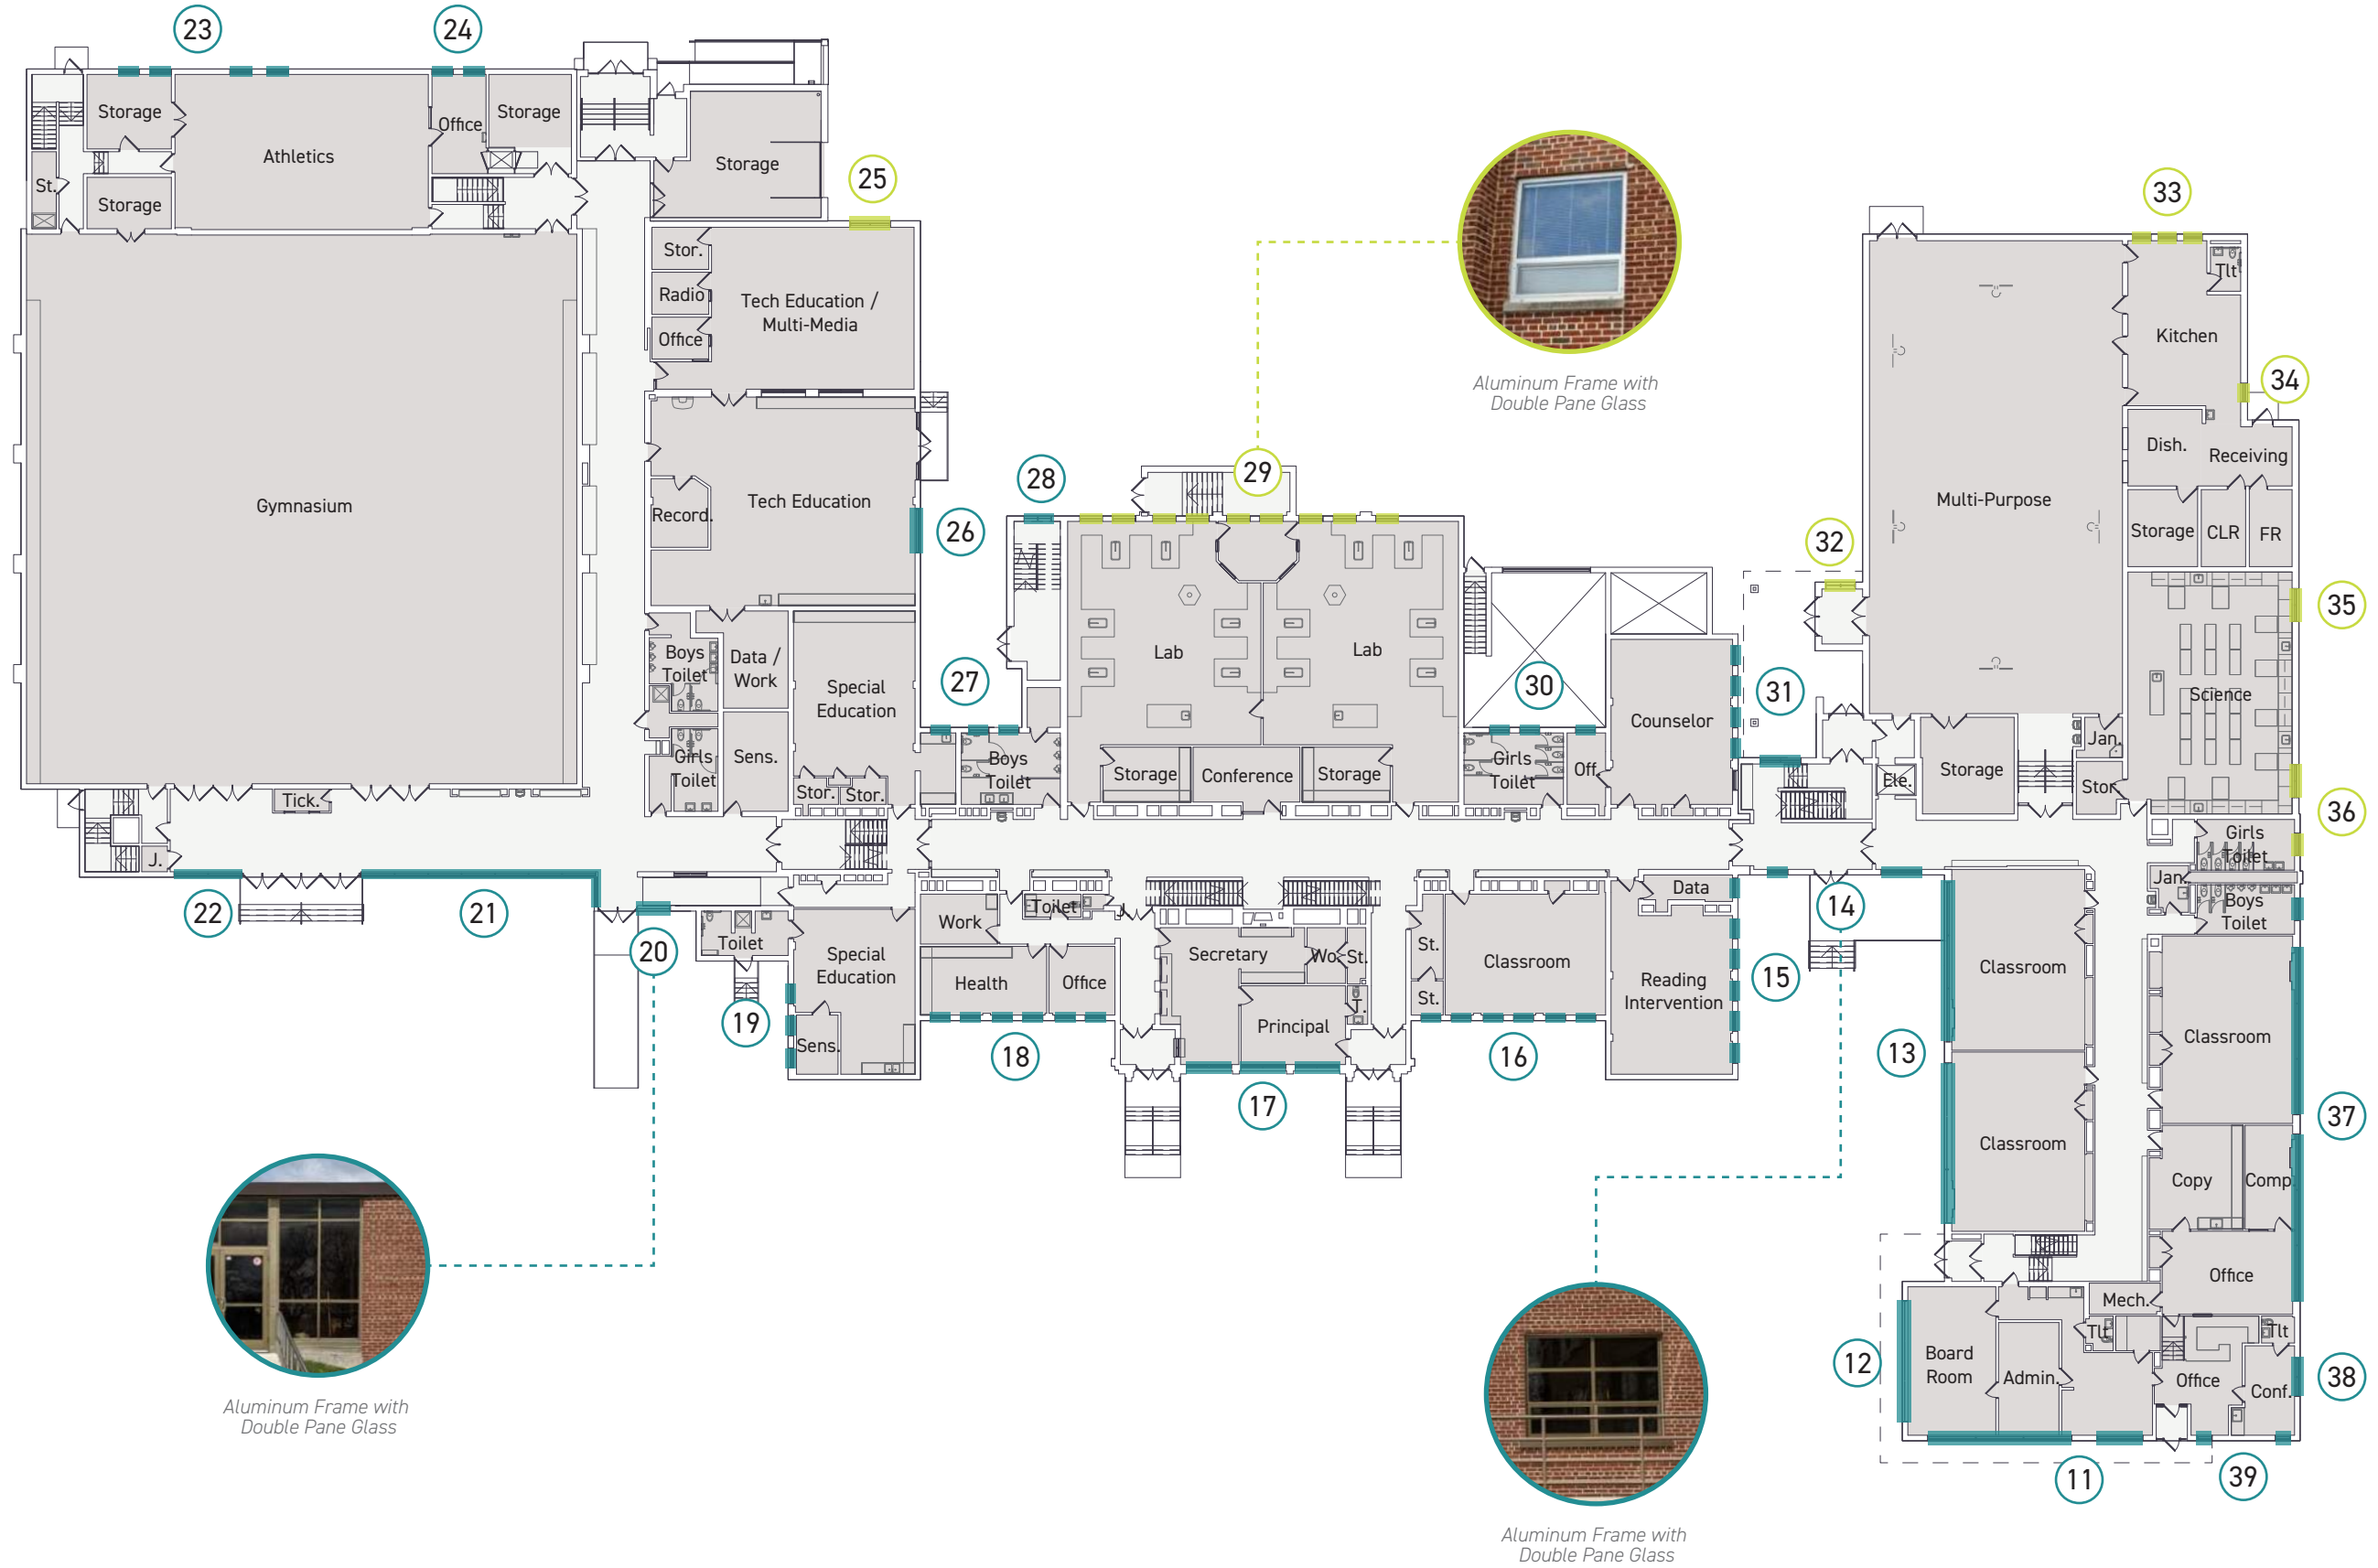 23
24
Storage
Office
Storage
Athletics
St.
Storage
Storage
25
33
Stor.
Radio
Office
Tech Education /
Multi-Media
Tlt
Kitchen
34
Aluminum Frame with
Double Pane Glass
Gymnasium
Record.
Tech Education
26
28
29
Dish.
Receiving
Multi-Purpose
Storage
CLR
FR
32
35
Boys
Toilet
Data /
Work
Special
Education
27
Lab
Lab
30
Counselor
31
Science
Girls
Toilet
Sens.
Stor.
Stor.
Boys
Toilet
Storage
Conference
Storage
Girls
Toilet
Off.
Ele.
Storage
Jan.
Stor.
36
Tick.
J.
Girls
Toilet
Jan.
Boys
Toilet
22
21
20
Toilet
19
Special
Education
Sens.
Work
Toilet
Health
Office
18
Secretary
Wo.
St.
Principal
T.
17
St.
St.
Classroom
16
Data
Reading
Intervention
15
14
13
Classroom
Classroom
Classroom
37
Copy
Comp.
Office
Mech.
Tlt
Tlt
12
Board
Room
Admin.
Office
Conf.
38
11
39
Aluminum Frame with
Double Pane Glass
Aluminum Frame with
Double Pane Glass